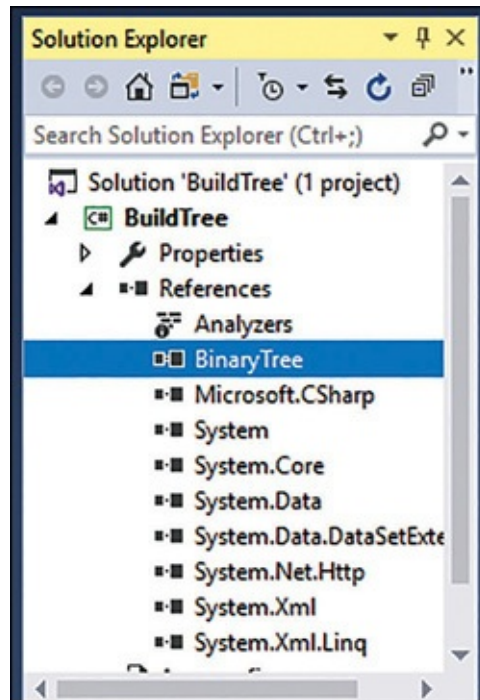 Solution Explorer
Search Solution Explorer (Ctrl+;)
Solution 'BuildTree' (1 project)
C# BuildTree
Properties
References
Analyzers
BinaryTree
Microsoft.CSharp
System
System.Core
System.Data
System.Data.DataSetExte
System.Net.Http
System.Xml
System.Xml.Linq